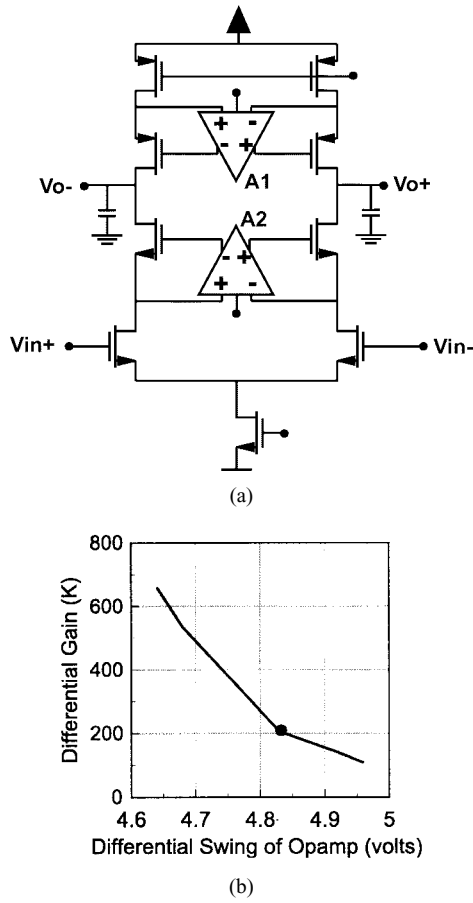 + -
- +
A1
Vo-
Vo+
A2
- +
+ -
Vin+
Vin-
(a)
800
600
400
200
0
Differential Gain (K)
4.6 4.7 4.8 4.9 5
Differential Swing of Opamp (volts)
(b)